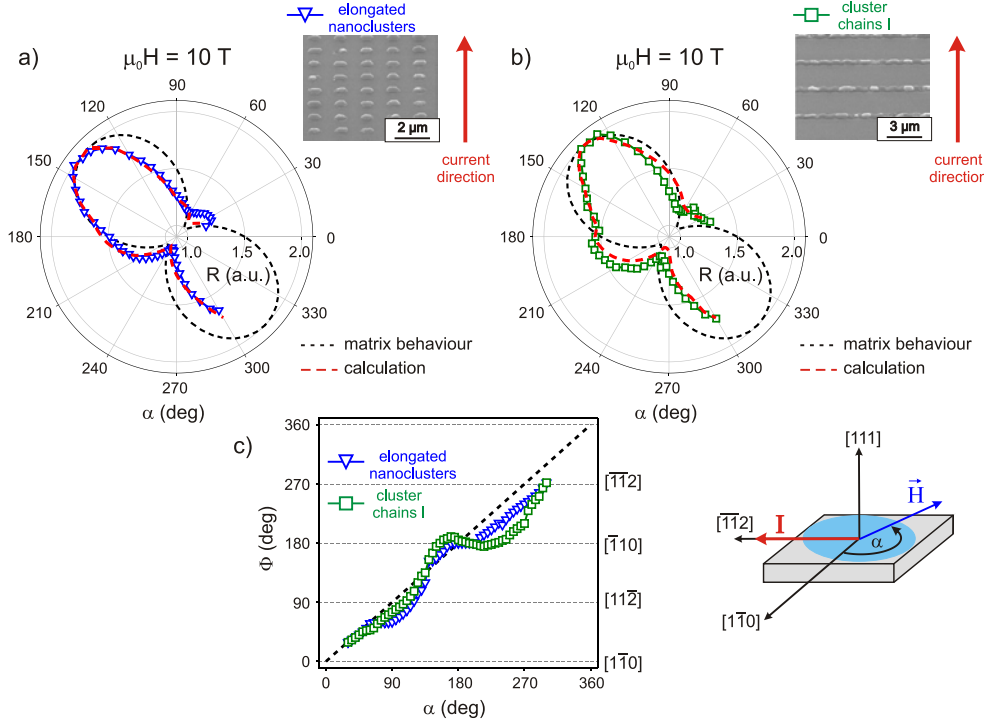 elongated
nanoclusters
cluster
chains I
a)
μ₀H = 10 T
b)
μ₀H = 10 T
2 μm
3 μm
current
direction
current
direction
90
60
30
0
330
300
270
240
210
180
150
120
1.0
1.5
2.0
R (a.u.)
matrix behaviour
calculation
α (deg)
90
60
30
0
330
300
270
240
210
180
150
120
1.0
1.5
2.0
R (a.u.)
matrix behaviour
calculation
α (deg)
c)
elongated
nanoclusters
cluster
chains I
Φ (deg)
360
270
180
90
0
0
90
180
270
360
α (deg)
[1̅1̅2]
[1̅10]
[112̅]
[11̅0]
[111]
H⃗
[1̅1̅2]
I
α
[11̅0]